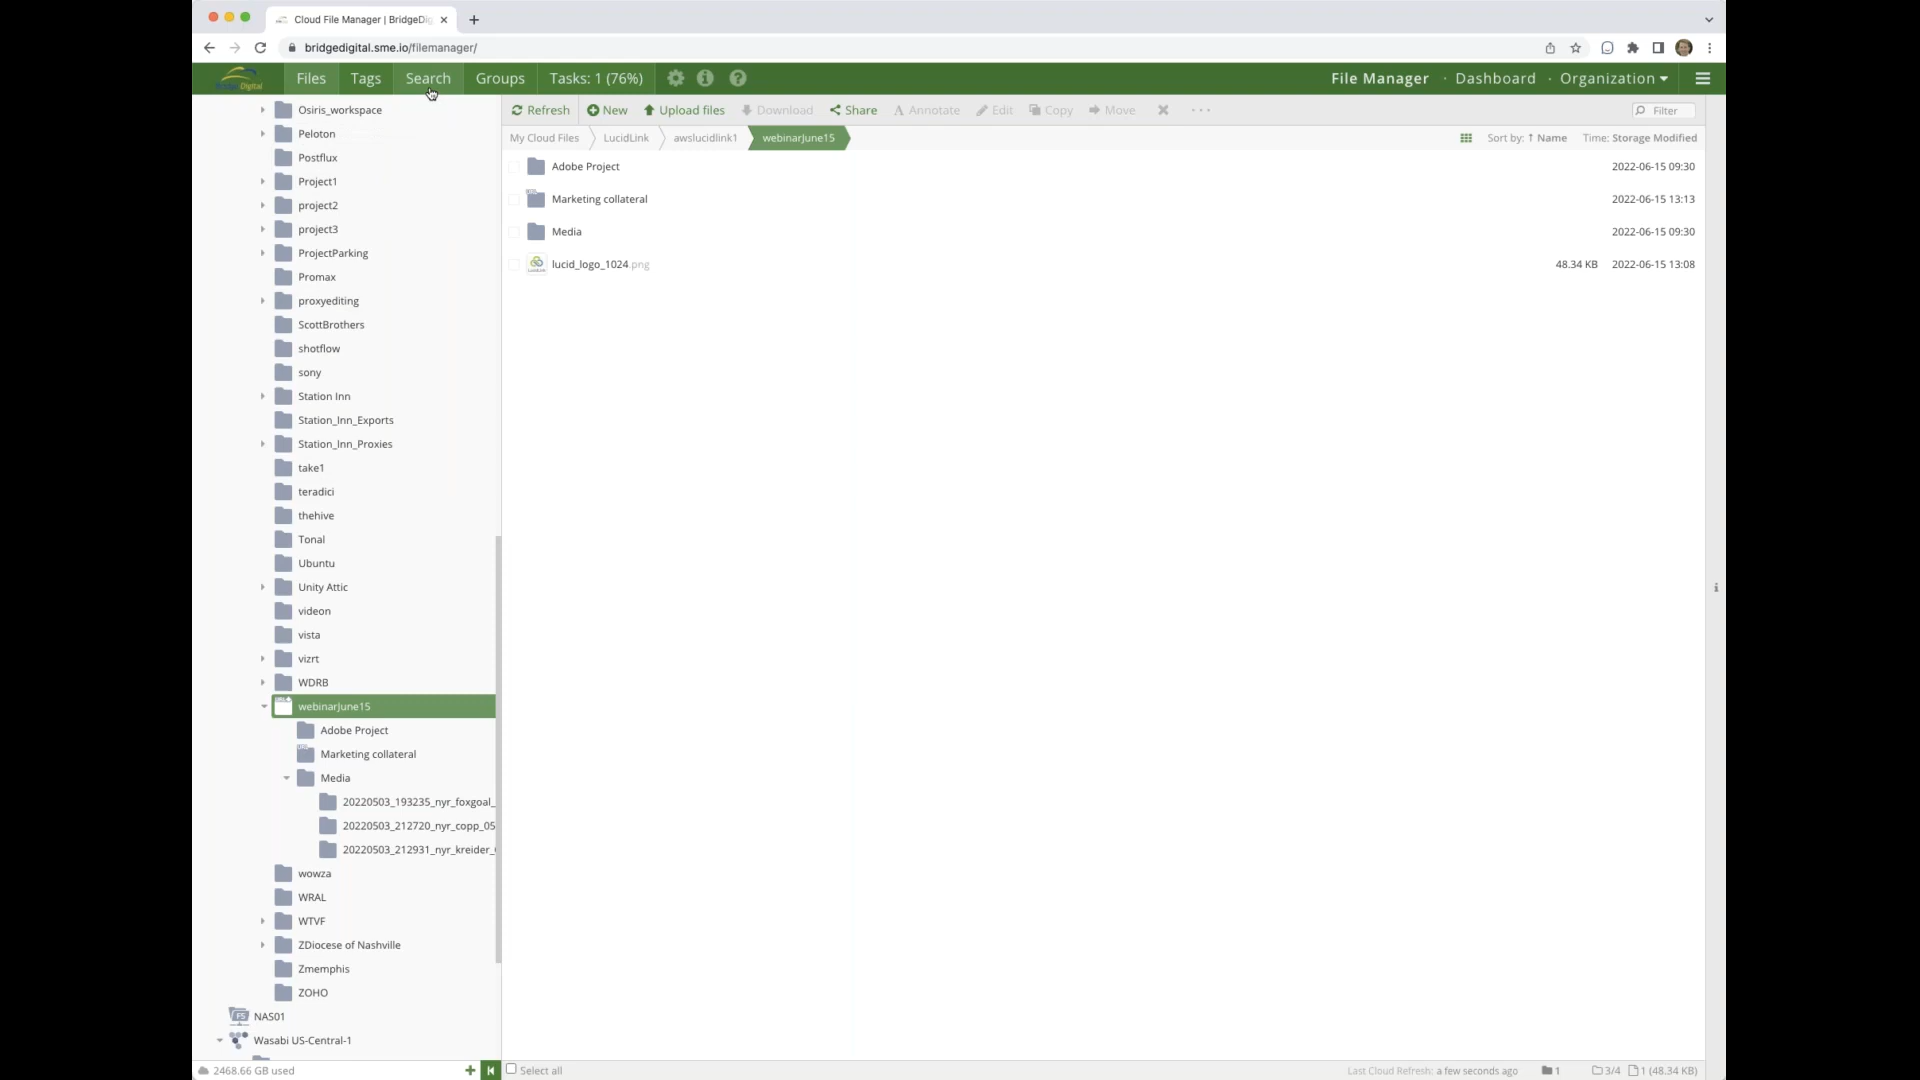 Cloud File Manager | BridgeDig
bridgedigital.sme.io/filemanager/
Digital Files Tags Search Groups Tasks: 1 (76%) File Manager · Dashboard · Organization
Refresh New Upload files Download Share Annotate Edit Copy Move ... Filter
My Cloud Files LucidLink awslucidlink1 webinarJune15 Sort by: ↑ Name Time: Storage Modified
Adobe Project 2022-06-15 09:30
Marketing collateral 2022-06-15 13:13
Media 2022-06-15 09:30
lucid_logo_1024.png 48.34 KB 2022-06-15 13:08
Osiris_workspace
Peloton
Postflux
Project1
project2
project3
ProjectParking
Promax
proxyediting
ScottBrothers
shotflow
sony
Station Inn
Station_Inn_Exports
Station_Inn_Proxies
take1
teradici
thehive
Tonal
Ubuntu
Unity Attic
videon
vista
vizrt
WDRB
webinarJune15
Adobe Project
Marketing collateral
Media
20220503_193235_nyr_foxgoal_
20220503_212720_nyr_copp_05
20220503_212931_nyr_kreider_
wowza
WRAL
WTVF
ZDiocese of Nashville
Zmemphis
ZOHO
FS NAS01
Wasabi US-Central-1
2468.66 GB used Select all Last Cloud Refresh: a few seconds ago 1 3/4 1 (48.34 KB)